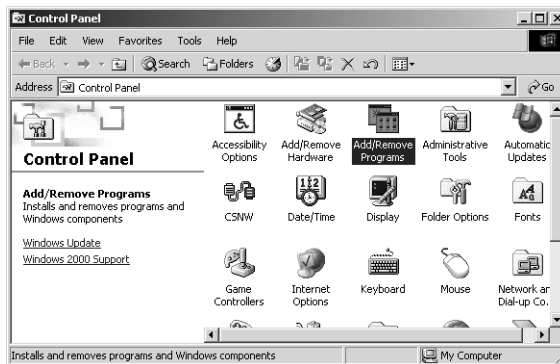 Control Panel
File Edit View Favorites Tools Help
Back Search Folders
Address Control Panel Go
Control Panel
Add/Remove Programs
Installs and removes programs and
Windows components
Windows Update
Windows 2000 Support
Accessibility
Options
Add/Remove
Hardware
Add/Remove
Programs
Administrative
Tools
Automatic
Updates
CSNW
Date/Time
Display
Folder Options
Fonts
Game
Controllers
Internet
Options
Keyboard
Mouse
Network an
Dial-up Co.
Installs and removes programs and Windows components
My Computer